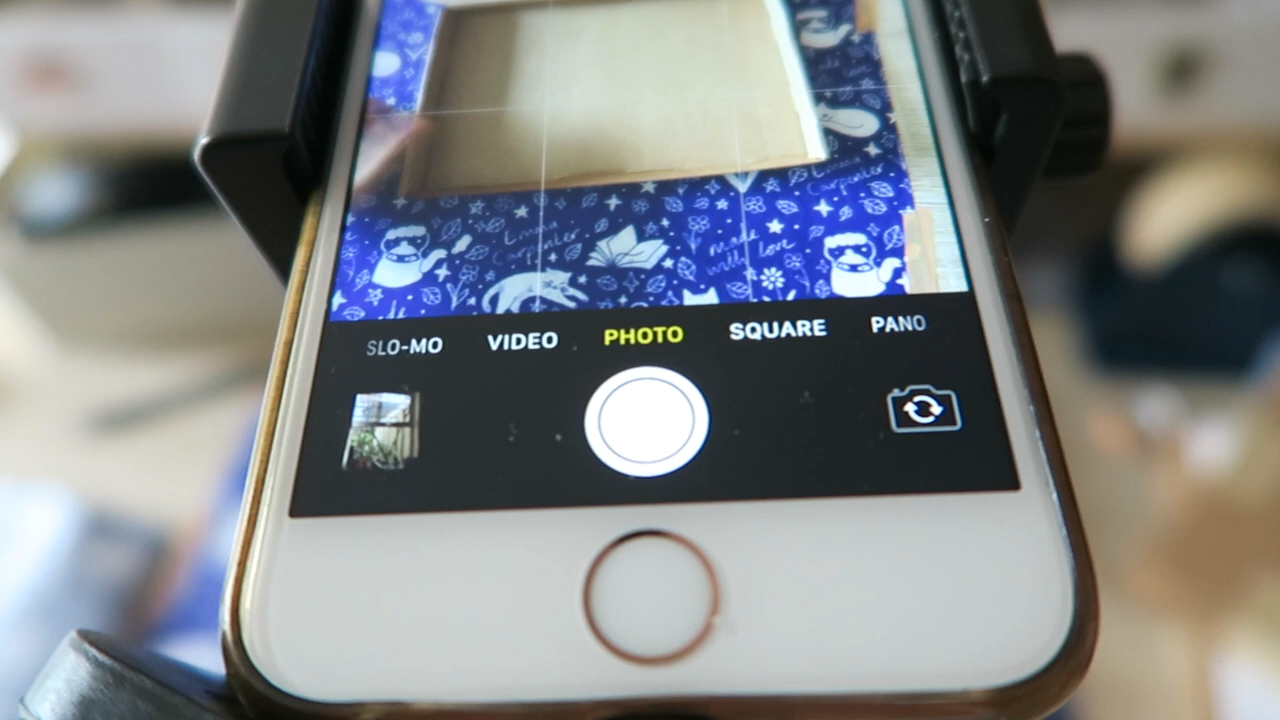 Emma
Carpenter
Emma
Carpenter
made
with love
SLO-MO
VIDEO
PHOTO
SQUARE
PANO